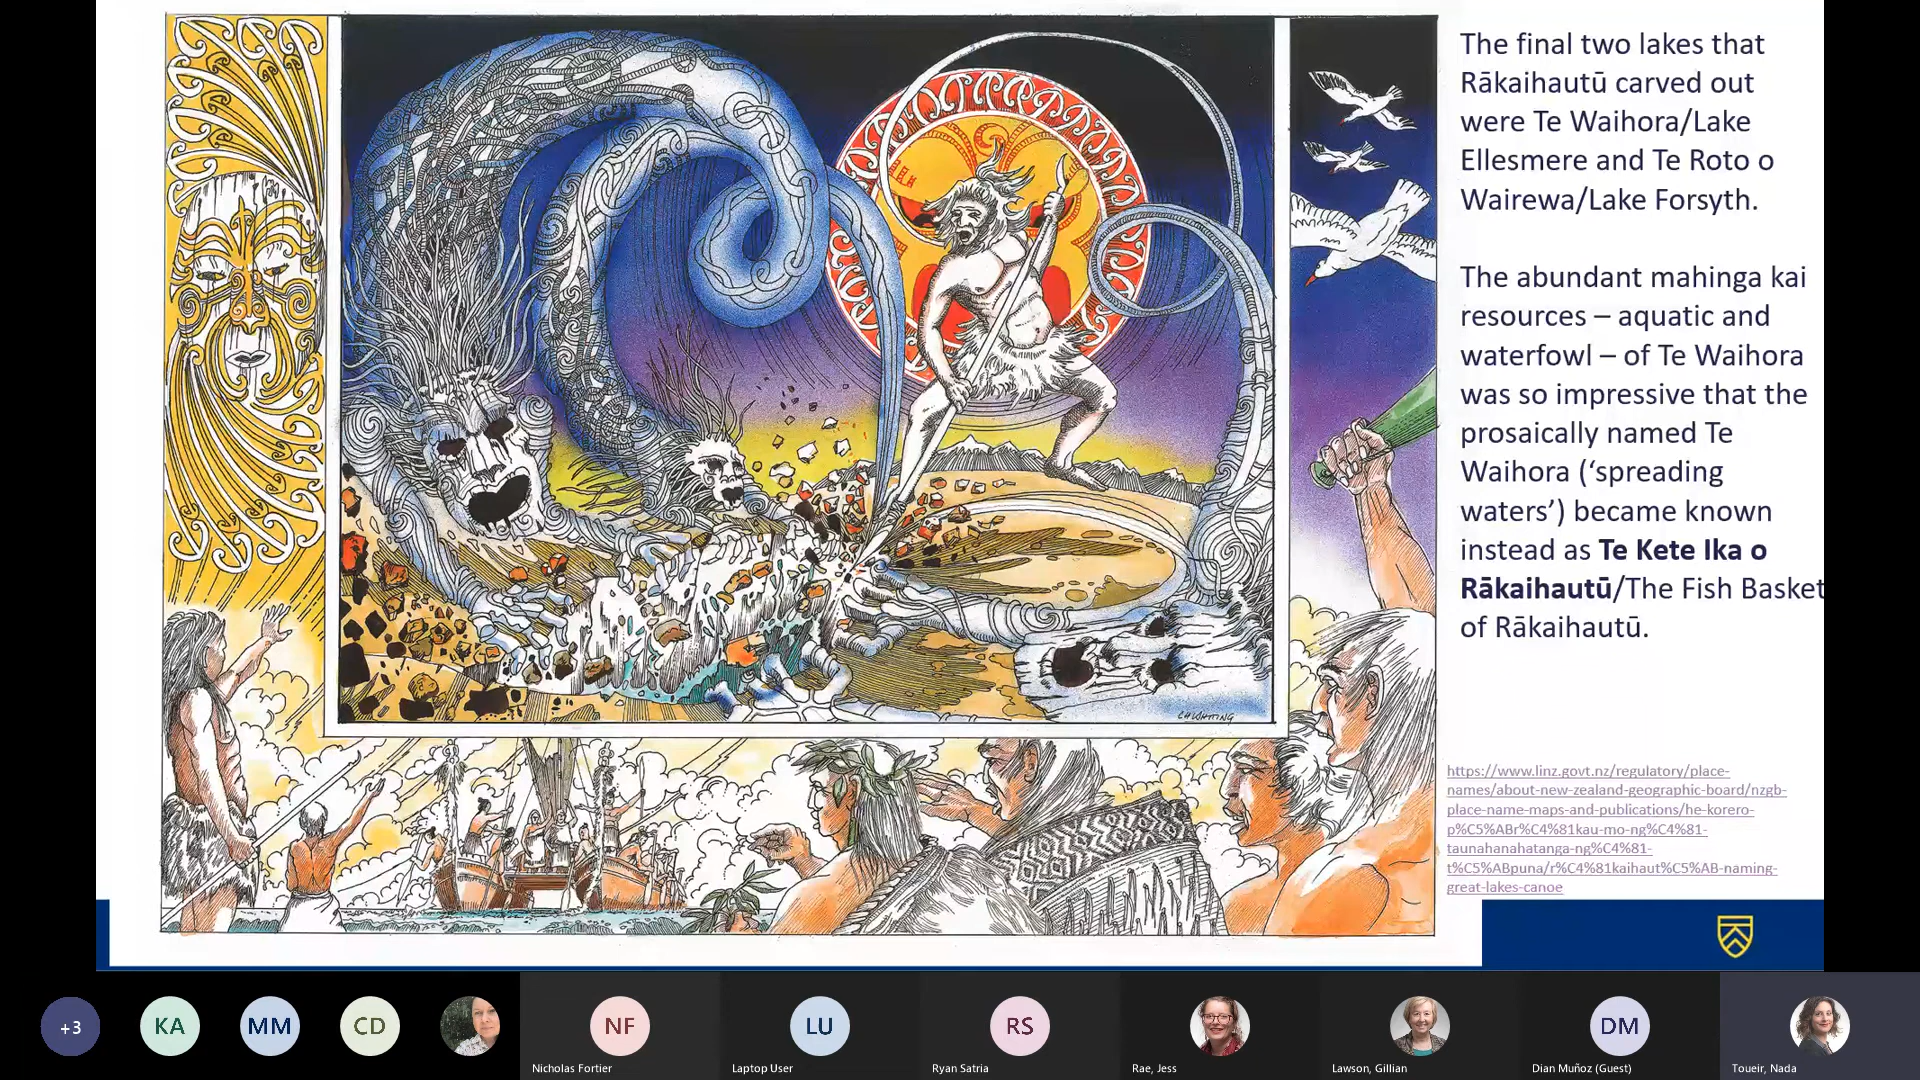 The final two lakes that
Rākaihautū carved out
were Te Waihora/Lake
Ellesmere and Te Roto o
Wairewa/Lake Forsyth.
The abundant mahinga kai
resources – aquatic and
waterfowl – of Te Waihora
was so impressive that the
prosaically named Te
Waihora (‘spreading
waters’) became known
instead as Te Kete Ika o
Rākaihautū/The Fish Basket
of Rākaihautū.
CHWHITING
https://www.linz.govt.nz/regulatory/place-
names/about-new-zealand-geographic-board/nzgb-
place-name-maps-and-publications/he-korero-
p%C5%ABr%C4%81kau-mo-ng%C4%81-
taunahanahatanga-ng%C4%81-
t%C5%ABpuna/r%C4%81kaihaut%C5%AB-naming-
great-lakes-canoe
+3
KA
MM
CD
NF
LU
RS
DM
Nicholas Fortier
Laptop User
Ryan Satria
Rae, Jess
Lawson, Gillian
Dian Muñoz (Guest)
Toueir, Nada